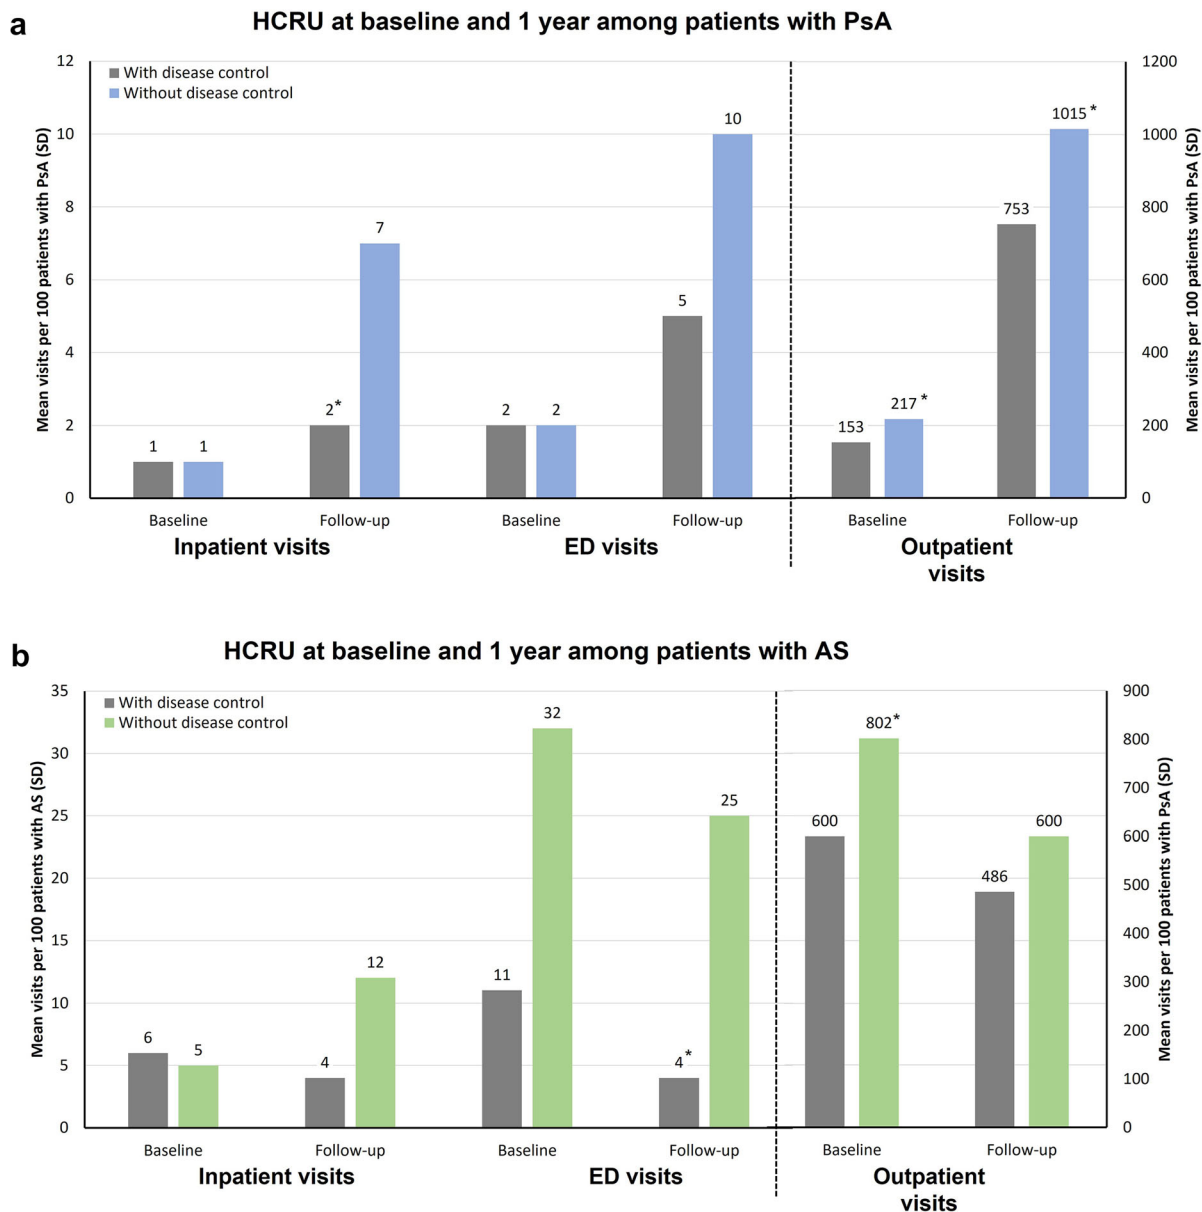 a
HCRU at baseline and 1 year among patients with PsA
With disease control
Without disease control
Mean visits per 100 patients with PsA (SD)
12
10
8
6
4
2
0
1
1
2*
7
2
2
5
10
153
217 *
753
1015 *
1200
1000
800
600
400
200
0
Mean visits per 100 patients with PsA (SD)
Baseline
Follow-up
Baseline
Follow-up
Baseline
Follow-up
Inpatient visits
ED visits
Outpatient
visits
b
HCRU at baseline and 1 year among patients with AS
With disease control
Without disease control
Mean visits per 100 patients with AS (SD)
35
30
25
20
15
10
5
0
6
5
4
12
11
32
4*
25
600
802*
486
600
900
800
700
600
500
400
300
200
100
0
Mean visits per 100 patients with PsA (SD)
Baseline
Follow-up
Baseline
Follow-up
Baseline
Follow-up
Inpatient visits
ED visits
Outpatient
visits